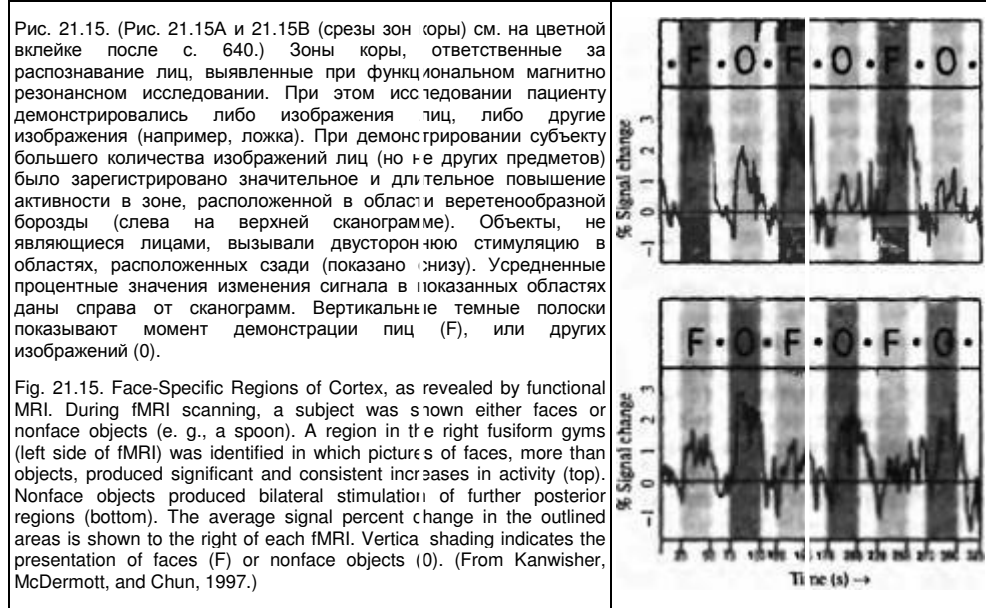 Рис. 21.15. (Рис. 21.15А и 21.15В (срезы зон коры) см. на цветной
вклейке после с. 640.) Зоны коры, ответственные за
распознавание лиц, выявленные при функциональном магнитно
резонансном исследовании. При этом исследовании пациенту
демонстрировались либо изображения лиц, либо другие
изображения (например, ложка). При демонстрировании субъекту
большего количества изображений лиц (но не других предметов)
было зарегистрировано значительное и длительное повышение
активности в зоне, расположенной в области веретенообразной
борозды (слева на верхней сканограмме). Объекты, не
являющиеся лицами, вызывали двустороннюю стимуляцию в
областях, расположенных сзади (показано снизу). Усредненные
процентные значения изменения сигнала в показанных областях
даны справа от сканограмм. Вертикальные темные полоски
показывают момент демонстрации пиц (F), или других
изображений (0).
Fig. 21.15. Face-Specific Regions of Cortex, as revealed by functional
MRI. During fMRI scanning, a subject was shown either faces or
nonface objects (e. g., a spoon). A region in the right fusiform gyms
(left side of fMRI) was identified in which pictures of faces, more than
objects, produced significant and consistent increases in activity (top).
Nonface objects produced bilateral stimulation of further posterior
regions (bottom). The average signal percent change in the outlined
areas is shown to the right of each fMRI. Vertical shading indicates the
presentation of faces (F) or nonface objects (0). (From Kanwisher,
McDermott, and Chun, 1997.)
· F · O · F · O · F · O ·
% Signal change
3
2
1
0
−1
F · O · F · O · F · O ·
% Signal change
3
2
1
0
−1
25 75
Time (s) →